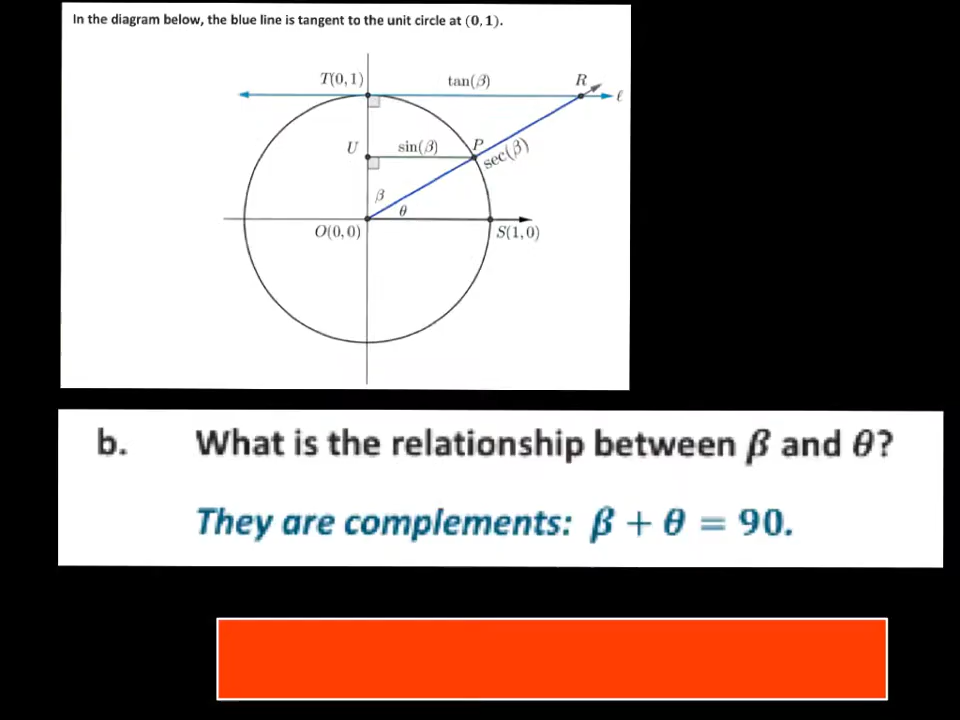 In the diagram below, the blue line is tangent to the unit circle at (0, 1).
T(0, 1)
tan(β)
R
ℓ
U
sin(β)
P
sec(β)
β
θ
O(0, 0)
S(1, 0)
b. What is the relationship between β and θ?
They are complements: β + θ = 90.